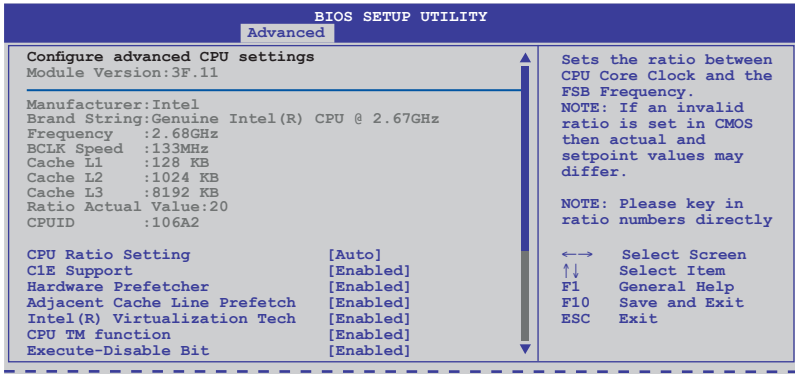 BIOS SETUP UTILITY
Advanced
Configure advanced CPU settings
Module Version:3F.11
Manufacturer:Intel
Brand String:Genuine Intel(R) CPU @ 2.67GHz
Frequency :2.68GHz
BCLK Speed :133MHz
Cache L1 :128 KB
Cache L2 :1024 KB
Cache L3 :8192 KB
Ratio Actual Value:20
CPUID :106A2
CPU Ratio Setting [Auto]
C1E Support [Enabled]
Hardware Prefetcher [Enabled]
Adjacent Cache Line Prefetch [Enabled]
Intel(R) Virtualization Tech [Enabled]
CPU TM function [Enabled]
Execute-Disable Bit [Enabled]
Sets the ratio between
CPU Core Clock and the
FSB Frequency.
NOTE: If an invalid
ratio is set in CMOS
then actual and
setpoint values may
differ.
NOTE: Please key in
ratio numbers directly
←→ Select Screen
↑↓ Select Item
F1 General Help
F10 Save and Exit
ESC Exit